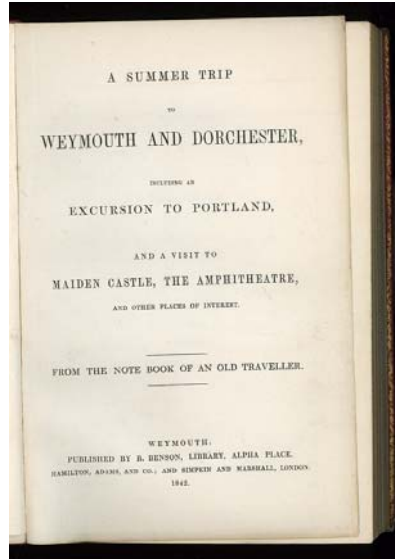 A SUMMER TRIP
TO
WEYMOUTH AND DORCHESTER,
INCLUDING AN
EXCURSION TO PORTLAND,
AND A VISIT TO
MAIDEN CASTLE, THE AMPHITHEATRE,
AND OTHER PLACES OF INTEREST.
FROM THE NOTE BOOK OF AN OLD TRAVELLER.
WEYMOUTH:
PUBLISHED BY B. BENSON, LIBRARY, ALPHA PLACE.
HAMILTON, ADAMS, AND CO.; AND SIMPKIN AND MARSHALL, LONDON.
1842.